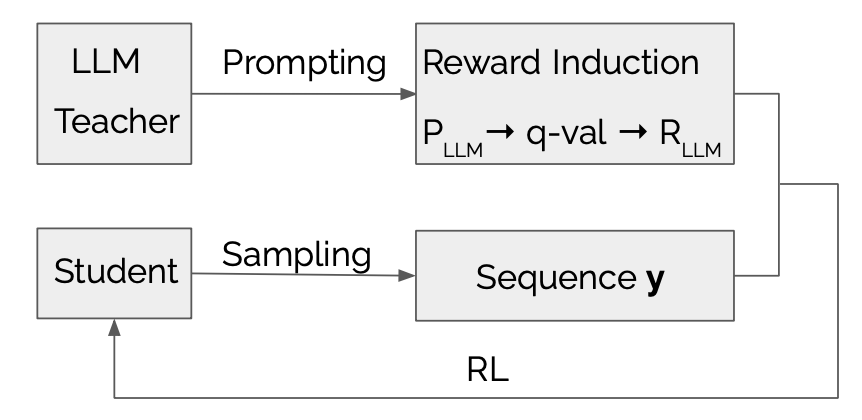 LLM
Teacher
Prompting
Reward Induction
P_LLM → q-val → R_LLM
Student
Sampling
Sequence y
RL